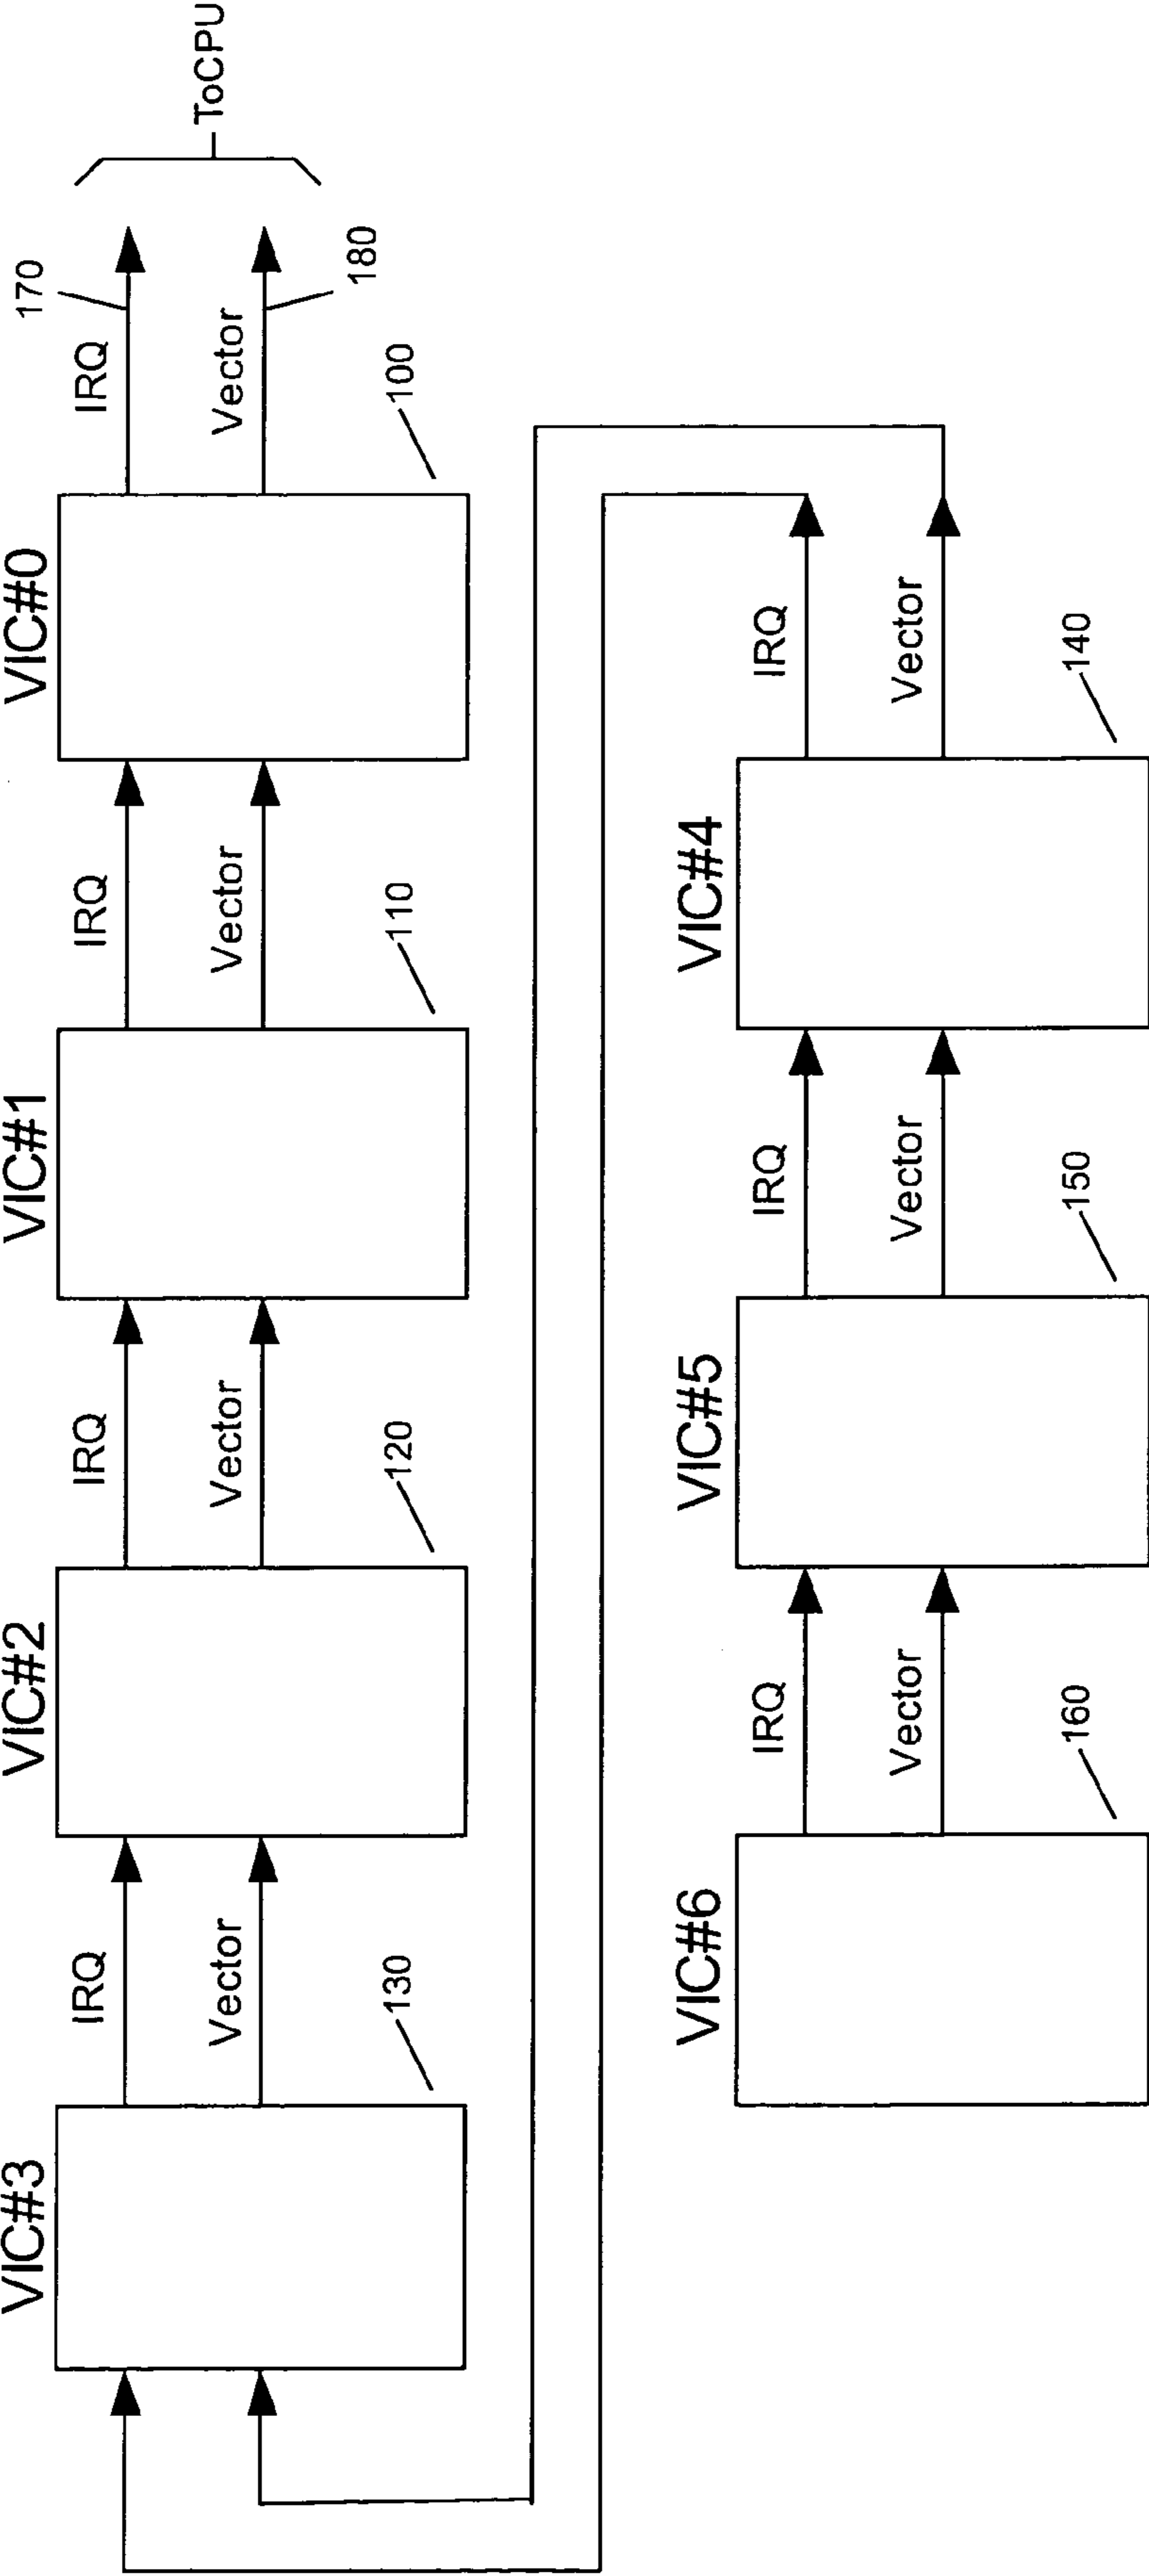 VIC#3
VIC#2
VIC#1
VIC#0
IRQ
IRQ
IRQ
IRQ
170
ToCPU
Vector
Vector
Vector
Vector
180
130
120
110
100
VIC#6
VIC#5
VIC#4
IRQ
IRQ
IRQ
Vector
Vector
Vector
160
150
140